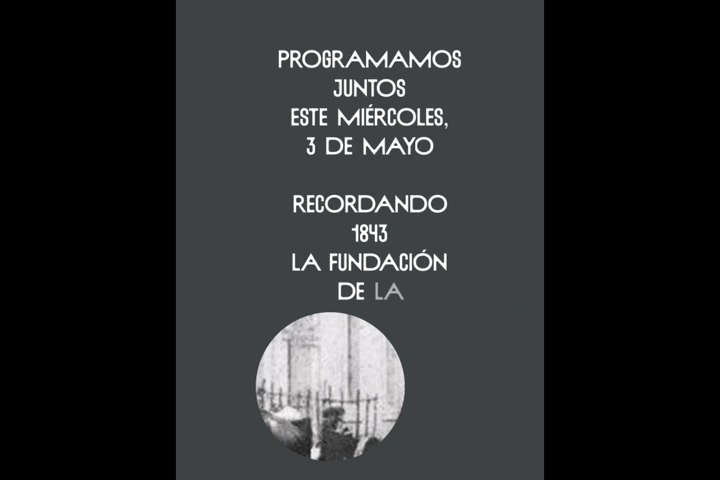 PROGRAMAMOS
JUNTOS
ESTE MIÉRCOLES,
3 DE MAYO
RECORDANDO
1843
LA FUNDACIÓN
DE LA